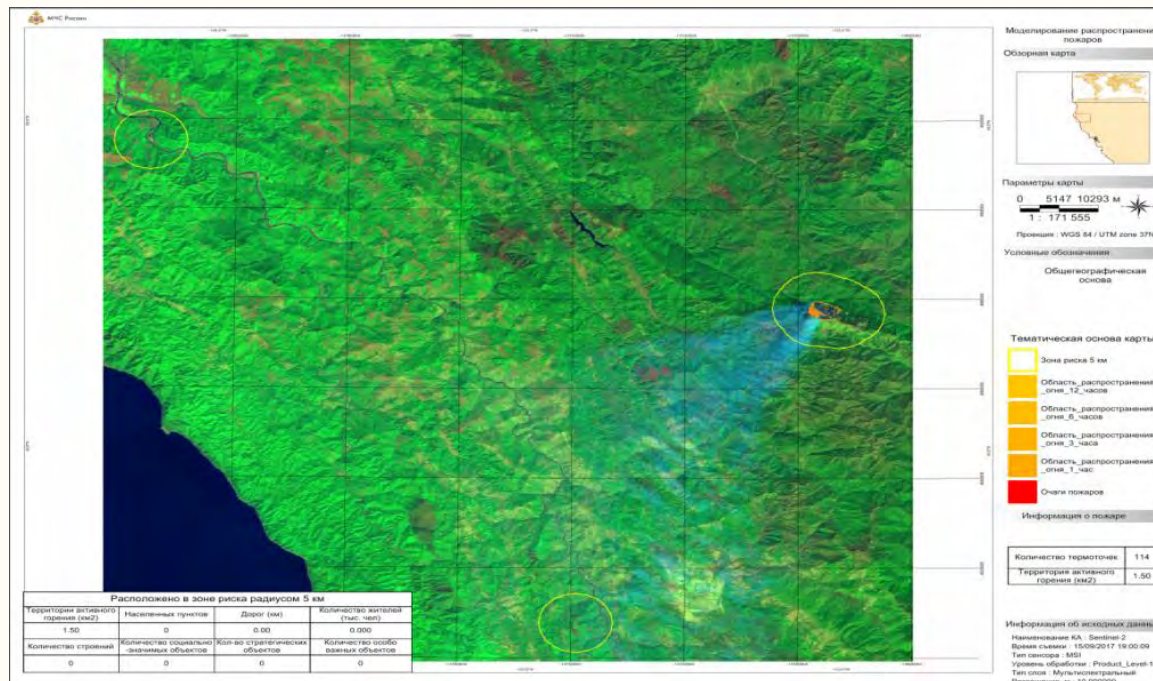 МЧС России
Моделирование распространени
пожаров
Обзорная карта
Параметры карты
0 5147 10293 м
1 : 171 555
Проекция : WGS 84 / UTM zone 37N
Условные обозначения
Общегеографическая
основа
Тематическая основа карты
Зона риска 5 км
Область_распространения
_огня_12_часов
Область_распространения
_огня_6_часов
Область_распространения
_огня_3_часа
Область_распространения
_огня_1_час
Очаги пожаров
Информация о пожаре
Количество термоточек 114
Территория активного
горения (км2) 1.50
Информация об исходных данны
Наименование КА : Sentinel-2
Время съемки : 15/09/2017 19:00:09
Тип сенсора : MSI
Уровень обработки : Product_Level-1
Тип слоя : Мультиспектральный
Расположено в зоне риска радиусом 5 км
Территория активного
горения (км2) Населенных пунктов Дорог (км) Количество жителей
(тыс. чел)
1.50 0 0.00 0.000
Количество строений Количество социально
-значимых объектов Кол-во стратегических
объектов Количество особо
важных объектов
0 0 0 0